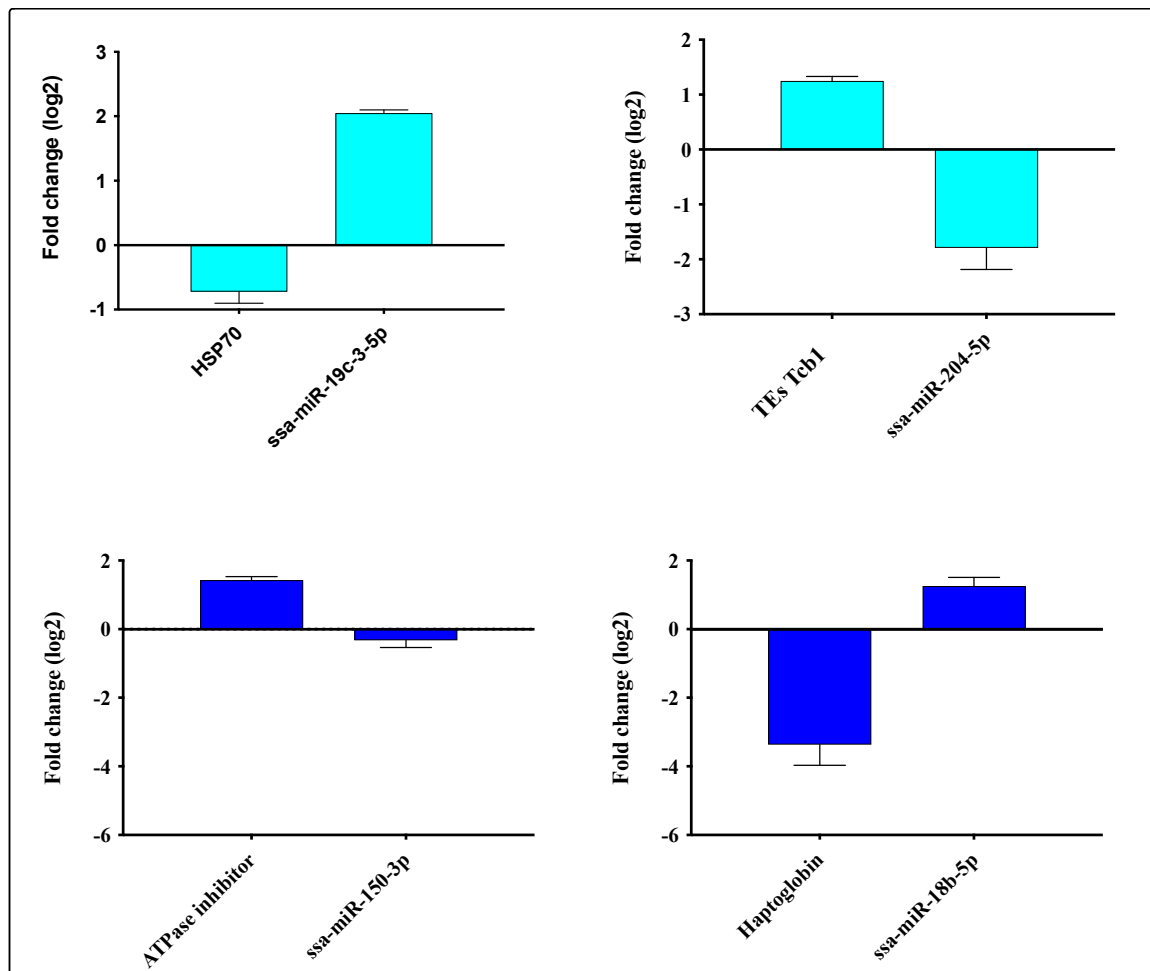 Fold change (log2)
3
2
1
0
-1
HSP70
ssa-miR-19c-3-5p
Fold change (log2)
2
1
0
-1
-2
-3
TEs Tcb1
ssa-miR-204-5p
Fold change (log2)
2
0
-2
-4
-6
ATPase inhibitor
ssa-miR-150-3p
Fold change (log2)
2
0
-2
-4
-6
Haptoglobin
ssa-miR-18b-5p